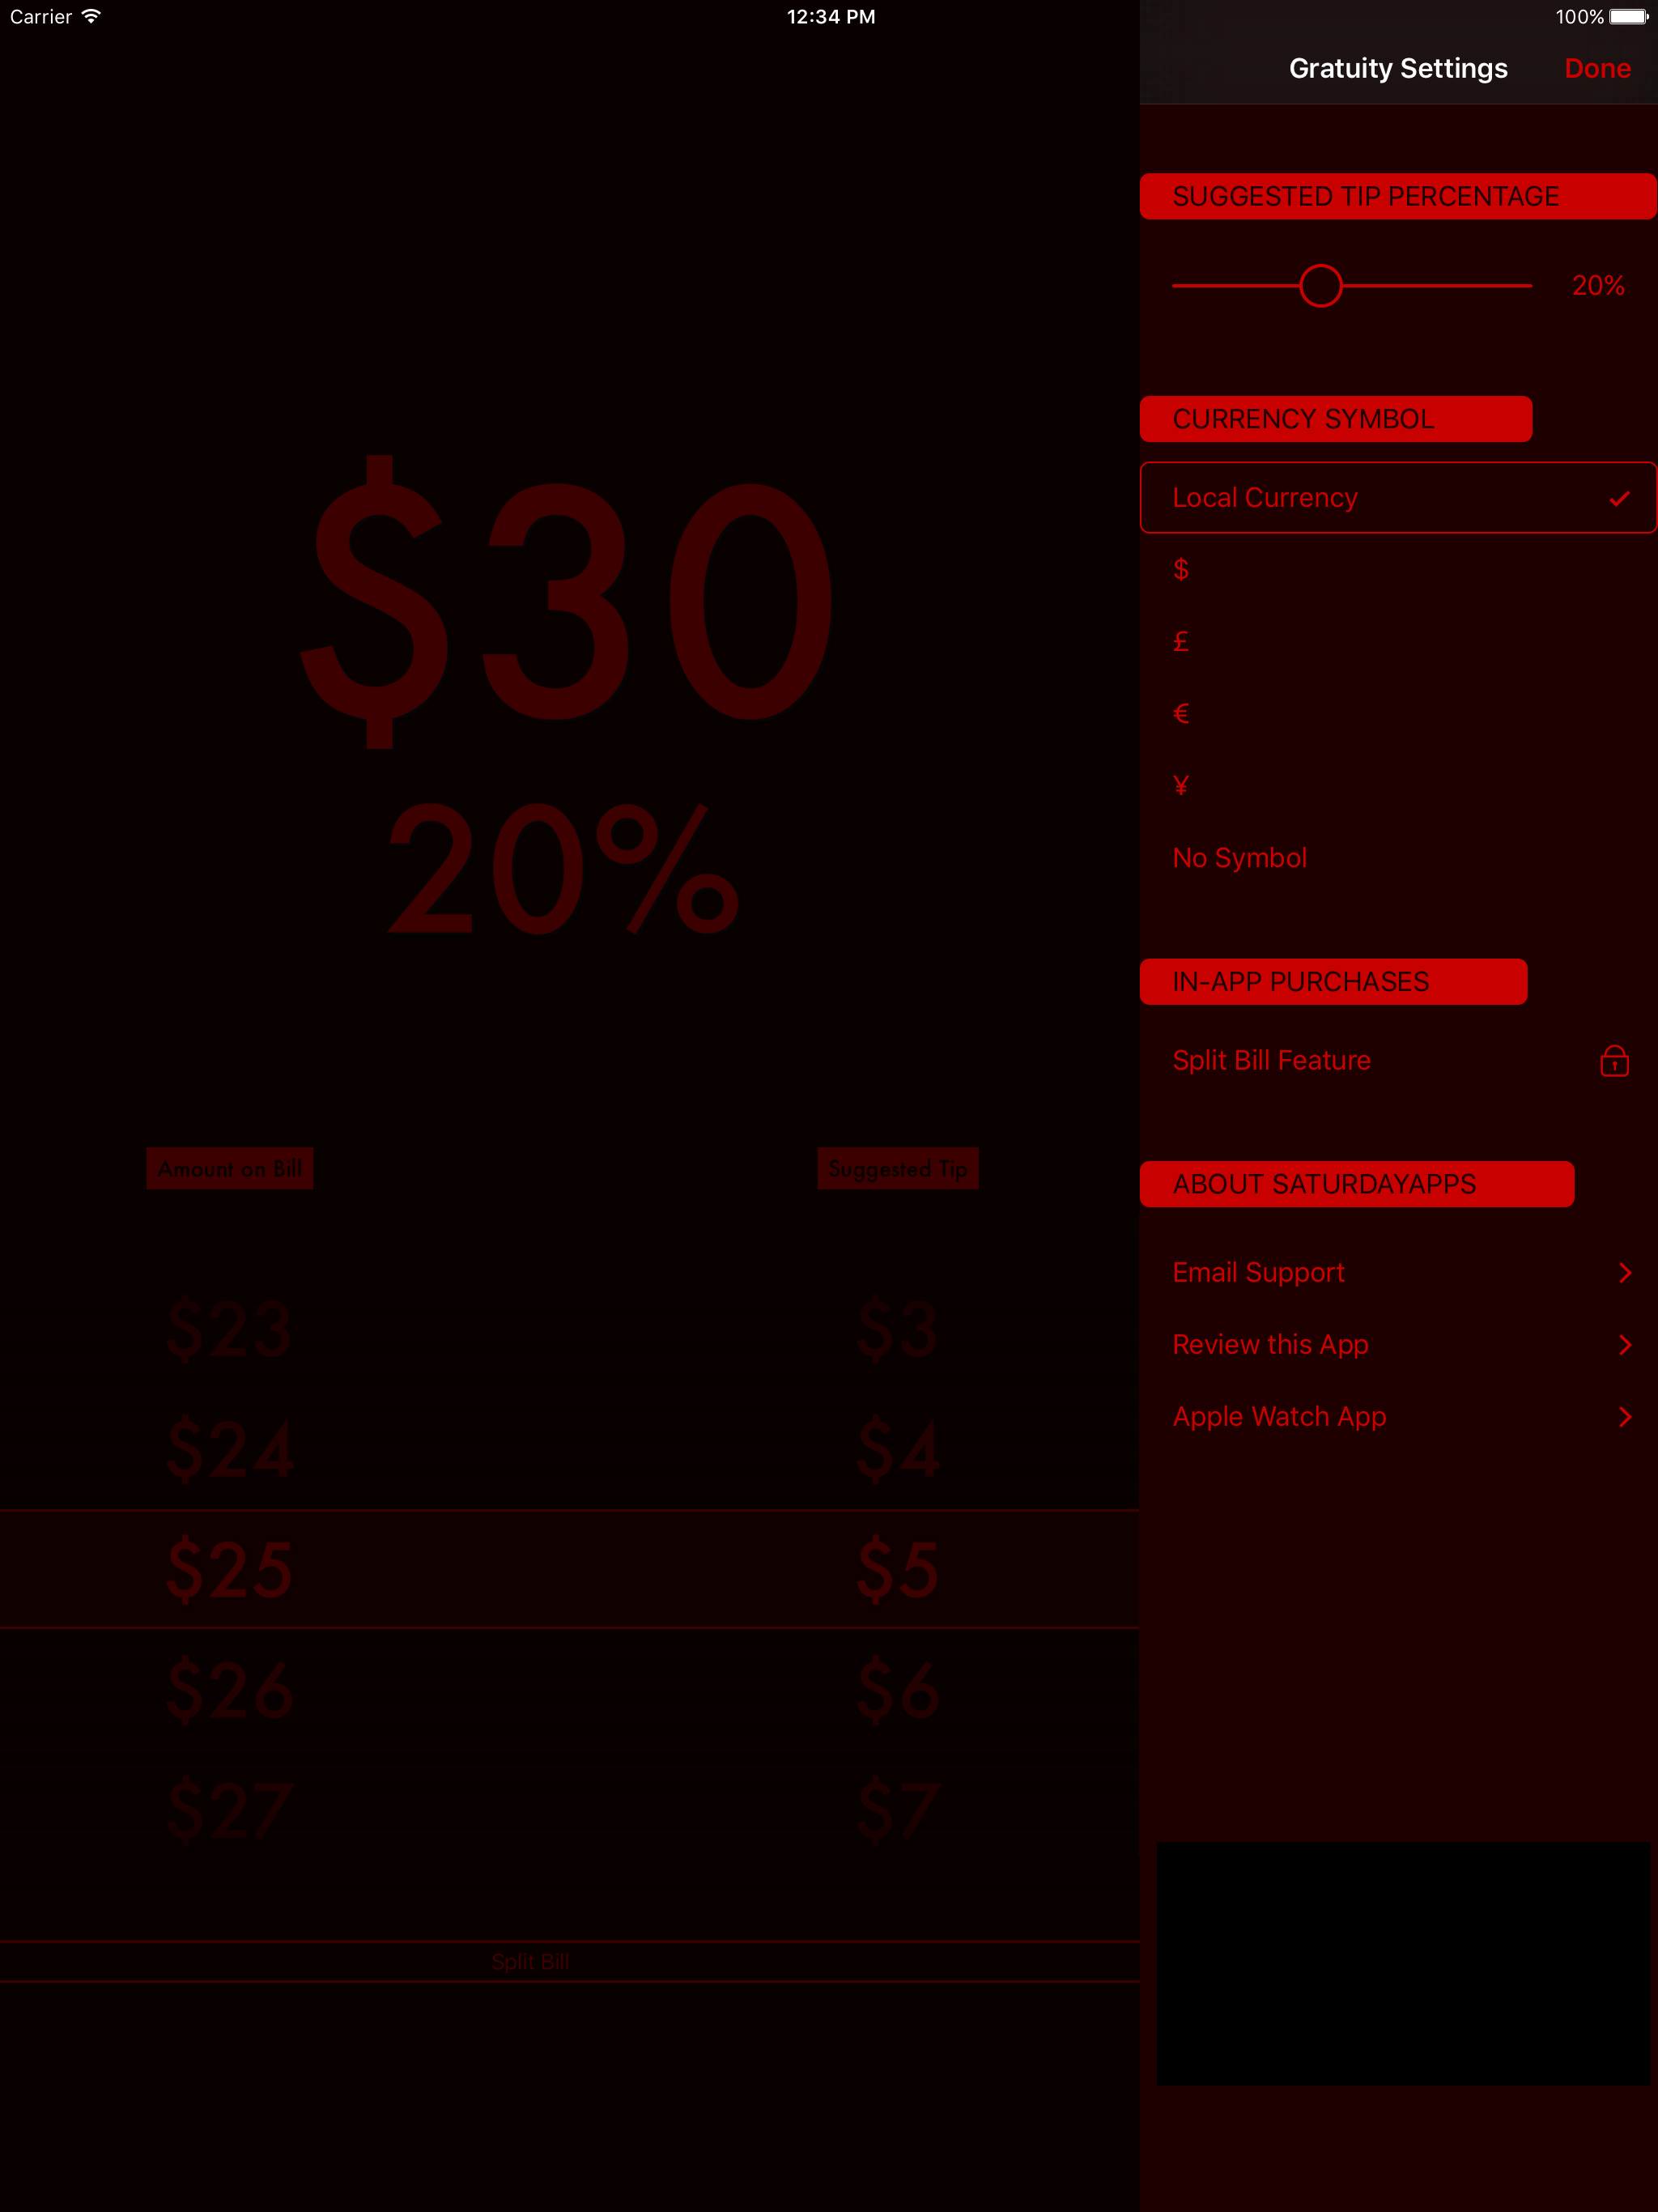 Carrier
12:34 PM
100%
$30
20%
Amount on Bill
Suggested Tip
$23
$3
$24
$4
$25
$5
$26
$6
$27
$7
Split Bill
Gratuity Settings
Done
SUGGESTED TIP PERCENTAGE
20%
CURRENCY SYMBOL
Local Currency
$
£
€
¥
No Symbol
IN-APP PURCHASES
Split Bill Feature
ABOUT SATURDAYAPPS
Email Support
Review this App
Apple Watch App